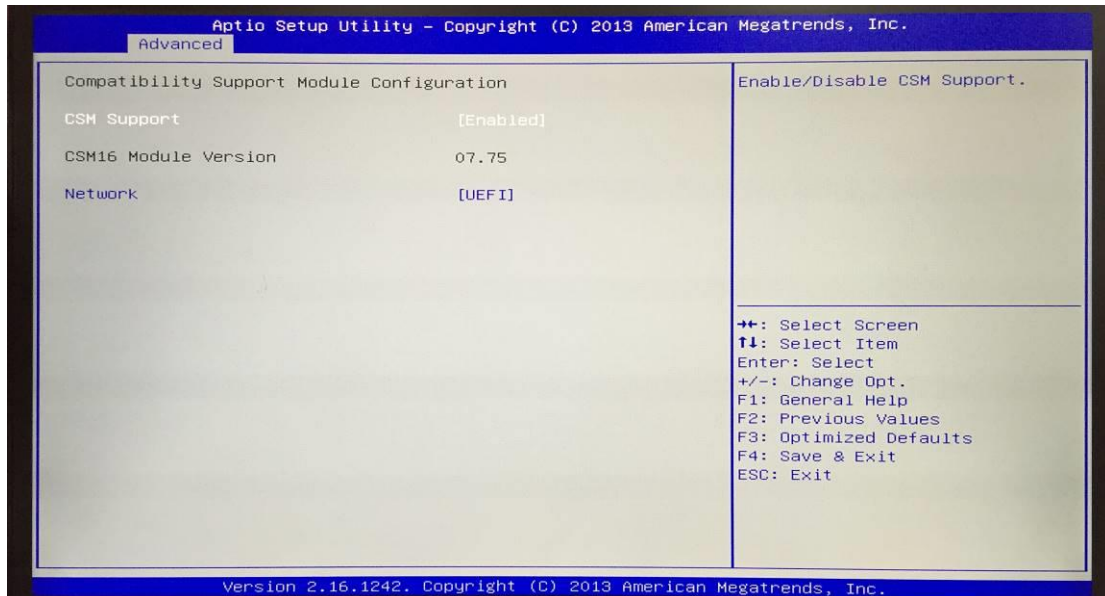 Aptio Setup Utility – Copyright (C) 2013 American Megatrends, Inc.
Advanced
Compatibility Support Module Configuration
CSM Support [Enabled]
CSM16 Module Version 07.75
Network [UEFI]
Enable/Disable CSM Support.
→←: Select Screen
↑↓: Select Item
Enter: Select
+/-: Change Opt.
F1: General Help
F2: Previous Values
F3: Optimized Defaults
F4: Save & Exit
ESC: Exit
Version 2.16.1242. Copyright (C) 2013 American Megatrends, Inc.